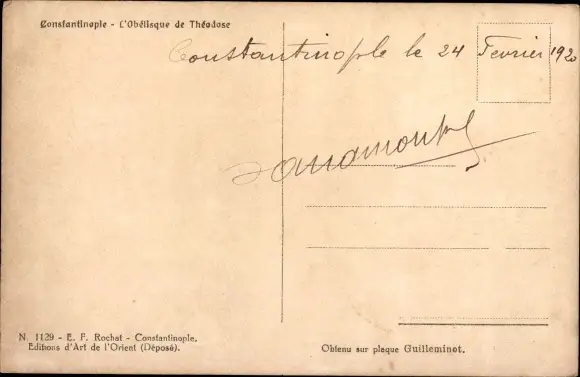 Constantinople - L'Obélisque de Théodose
Constantinople le 24 Fevrier 1920
N. 1129 - E. F. Rochat - Constantinople.
Editions d'Art de l'Orient (Déposé).
Obtenu sur plaque Guilleminot.